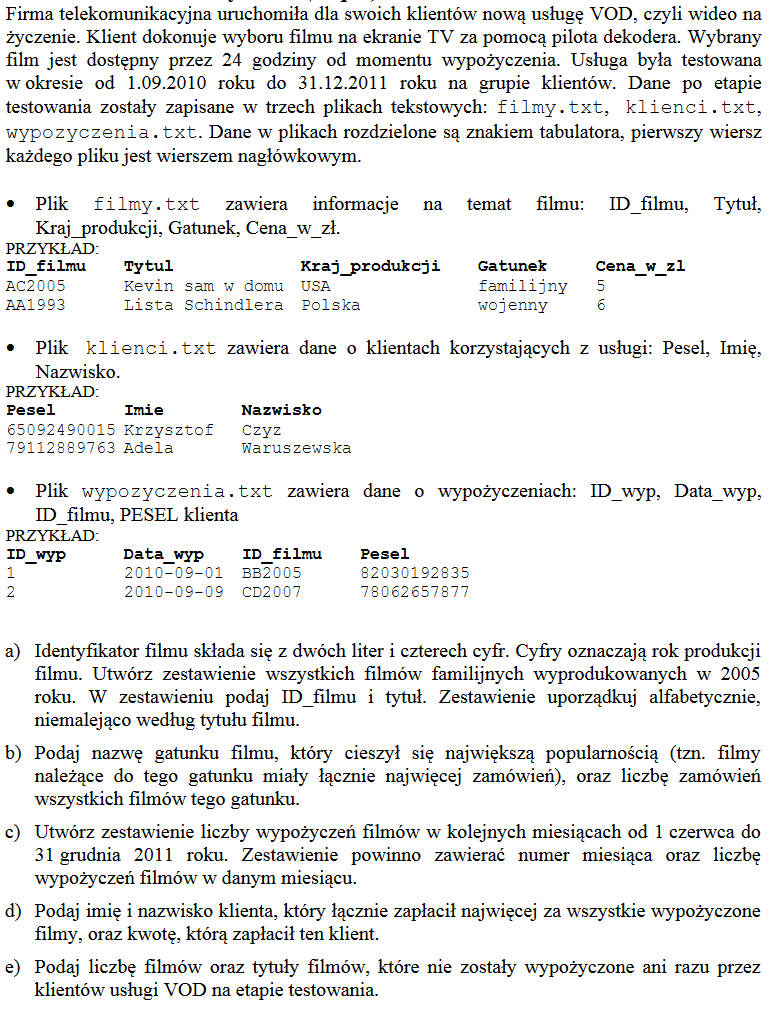 Firma telekomunikacyjna uruchomiła dla swoich klientów nową usługę VOD, czyli wideo na
życzenie. Klient dokonuje wyboru filmu na ekranie TV za pomocą pilota dekodera. Wybrany
film jest dostępny przez 24 godziny od momentu wypożyczenia. Usługa była testowana
w okresie od 1.09.2010 roku do 31.12.2011 roku na grupie klientów. Dane po etapie
testowania zostały zapisane w trzech plikach tekstowych: filmy.txt, klienci.txt,
wypozyczenia.txt. Dane w plikach rozdzielone są znakiem tabulatora, pierwszy wiersz
każdego pliku jest wierszem nagłówkowym.
• Plik filmy.txt zawiera informacje na temat filmu: ID_filmu, Tytuł,
Kraj_produkcji, Gatunek, Cena_w_zł.
PRZYKŁAD:
ID_filmu Tytul Kraj_produkcji Gatunek Cena_w_zl
AC2005 Kevin sam w domu USA familijny 5
AA1993 Lista Schindlera Polska wojenny 6
• Plik klienci.txt zawiera dane o klientach korzystających z usługi: Pesel, Imię,
Nazwisko.
PRZYKŁAD:
Pesel Imie Nazwisko
65092490015 Krzysztof Czyz
79112889763 Adela Waruszewska
• Plik wypozyczenia.txt zawiera dane o wypożyczeniach: ID_wyp, Data_wyp,
ID_filmu, PESEL klienta
PRZYKŁAD:
ID_wyp Data_wyp ID_filmu Pesel
1 2010-09-01 BB2005 82030192835
2 2010-09-09 CD2007 78062657877
a) Identyfikator filmu składa się z dwóch liter i czterech cyfr. Cyfry oznaczają rok produkcji
filmu. Utwórz zestawienie wszystkich filmów familijnych wyprodukowanych w 2005
roku. W zestawieniu podaj ID_filmu i tytuł. Zestawienie uporządkuj alfabetycznie,
niemalejąco według tytułu filmu.
b) Podaj nazwę gatunku filmu, który cieszył się największą popularnością (tzn. filmy
należące do tego gatunku miały łącznie najwięcej zamówień), oraz liczbę zamówień
wszystkich filmów tego gatunku.
c) Utwórz zestawienie liczby wypożyczeń filmów w kolejnych miesiącach od 1 czerwca do
31 grudnia 2011 roku. Zestawienie powinno zawierać numer miesiąca oraz liczbę
wypożyczeń filmów w danym miesiącu.
d) Podaj imię i nazwisko klienta, który łącznie zapłacił najwięcej za wszystkie wypożyczone
filmy, oraz kwotę, którą zapłacił ten klient.
e) Podaj liczbę filmów oraz tytuły filmów, które nie zostały wypożyczone ani razu przez
klientów usługi VOD na etapie testowania.